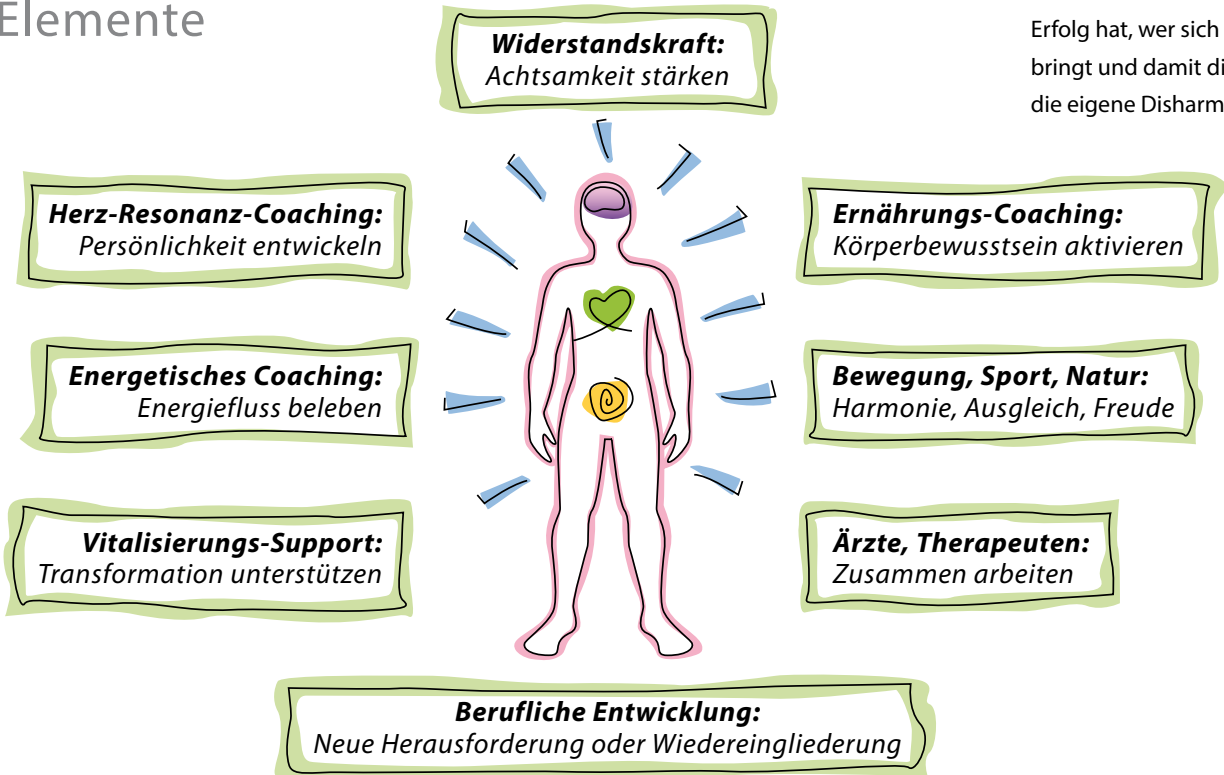 Elemente
Erfolg hat, wer sich
bringt und damit di
die eigene Disharm
Widerstandskraft:
Achtsamkeit stärken
Herz-Resonanz-Coaching:
Persönlichkeit entwickeln
Ernährungs-Coaching:
Körperbewusstsein aktivieren
Energetisches Coaching:
Energiefluss beleben
Bewegung, Sport, Natur:
Harmonie, Ausgleich, Freude
Vitalisierungs-Support:
Transformation unterstützen
Ärzte, Therapeuten:
Zusammen arbeiten
Berufliche Entwicklung:
Neue Herausforderung oder Wiedereingliederung